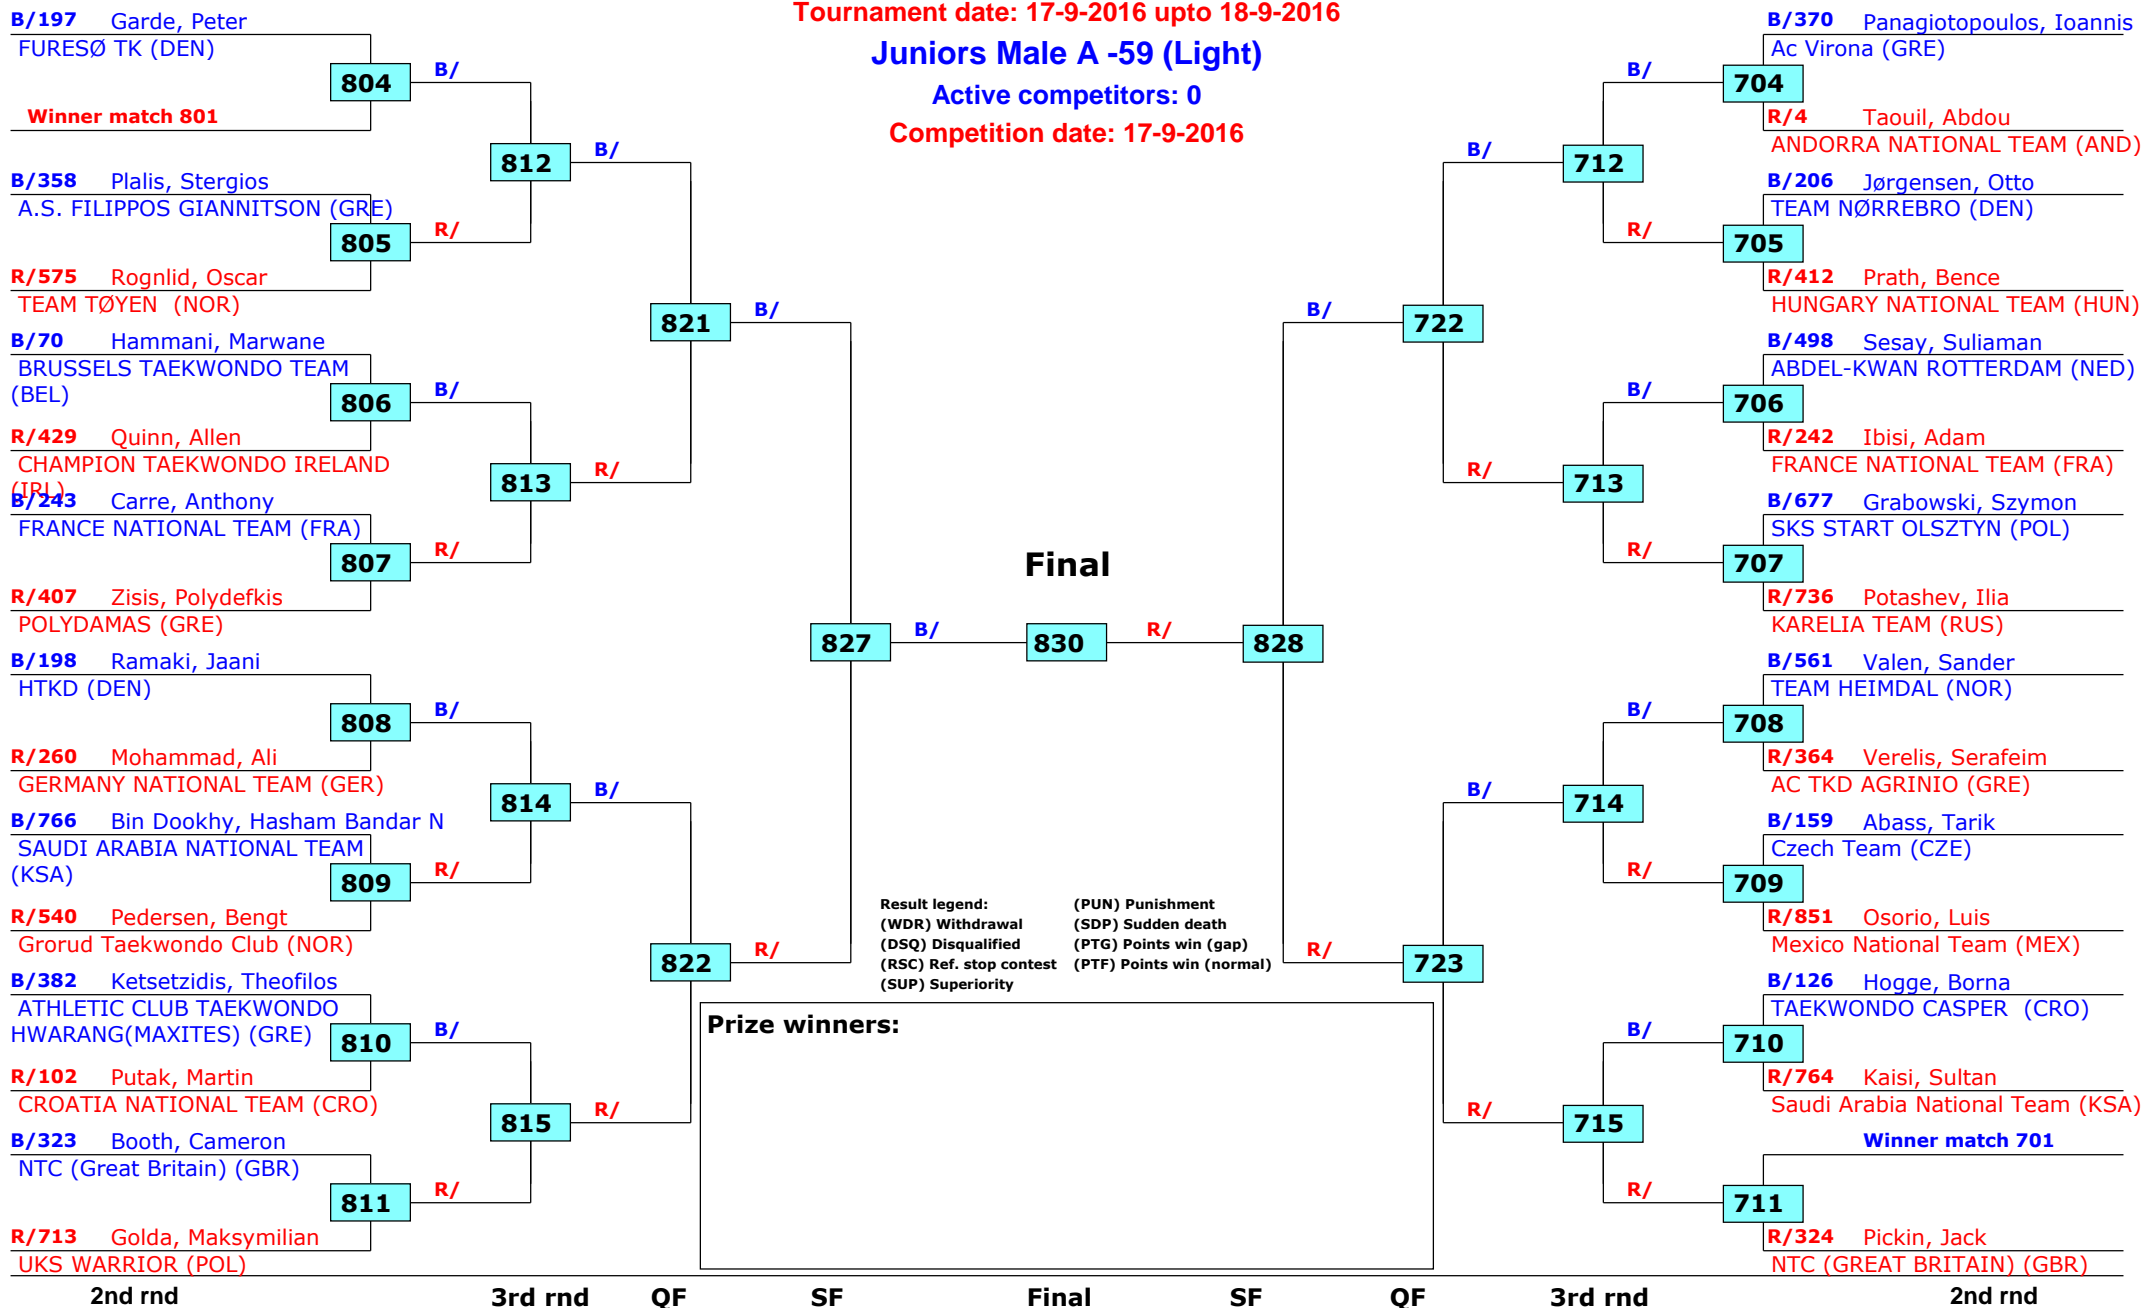 Tournament date: 17-9-2016 upto 18-9-2016
Juniors Male A -59 (Light)
Active competitors: 0
Competition date: 17-9-2016
B/197 Garde, Peter
FURESØ TK (DEN)
804
Winner match 801
B/
812
B/
B/358 Plalis, Stergios
A.S. FILIPPOS GIANNITSON (GRE)
805
R/
R/575 Rognlid, Oscar
TEAM TØYEN (NOR)
821
B/
B/70 Hammani, Marwane
BRUSSELS TAEKWONDO TEAM
(BEL)
806
B/
R/429 Quinn, Allen
CHAMPION TAEKWONDO IRELAND
(IRL)
813
R/
B/243 Carre, Anthony
FRANCE NATIONAL TEAM (FRA)
807
R/
R/407 Zisis, Polydefkis
POLYDAMAS (GRE)
827
B/
B/198 Ramaki, Jaani
HTKD (DEN)
808
B/
R/260 Mohammad, Ali
GERMANY NATIONAL TEAM (GER)
814
B/
B/766 Bin Dookhy, Hasham Bandar N
SAUDI ARABIA NATIONAL TEAM
(KSA)
809
R/
R/540 Pedersen, Bengt
Grorud Taekwondo Club (NOR)
822
R/
B/382 Ketsetzidis, Theofilos
ATHLETIC CLUB TAEKWONDO
HWARANG(MAXITES) (GRE)
810
B/
R/102 Putak, Martin
CROATIA NATIONAL TEAM (CRO)
815
R/
B/323 Booth, Cameron
NTC (Great Britain) (GBR)
811
R/
R/713 Golda, Maksymilian
UKS WARRIOR (POL)
Final
830
R/
828
Result legend:
(WDR) Withdrawal
(DSQ) Disqualified
(RSC) Ref. stop contest
(SUP) Superiority
(PUN) Punishment
(SDP) Sudden death
(PTG) Points win (gap)
(PTF) Points win (normal)
Prize winners:
B/370 Panagiotopoulos, Ioannis
Ac Virona (GRE)
B/
704
R/4 Taouil, Abdou
ANDORRA NATIONAL TEAM (AND)
B/
712
B/206 Jørgensen, Otto
TEAM NØRREBRO (DEN)
R/
705
R/412 Prath, Bence
HUNGARY NATIONAL TEAM (HUN)
B/
722
B/498 Sesay, Suliaman
ABDEL-KWAN ROTTERDAM (NED)
B/
706
R/242 Ibisi, Adam
FRANCE NATIONAL TEAM (FRA)
R/
713
B/677 Grabowski, Szymon
SKS START OLSZTYN (POL)
R/
707
R/736 Potashev, Ilia
KARELIA TEAM (RUS)
B/561 Valen, Sander
TEAM HEIMDAL (NOR)
B/
708
R/364 Verelis, Serafeim
AC TKD AGRINIO (GRE)
B/
714
B/159 Abass, Tarik
Czech Team (CZE)
R/
709
R/851 Osorio, Luis
Mexico National Team (MEX)
R/
723
B/126 Hogge, Borna
TAEKWONDO CASPER (CRO)
B/
710
R/764 Kaisi, Sultan
Saudi Arabia National Team (KSA)
R/
715
Winner match 701
R/
711
R/324 Pickin, Jack
NTC (GREAT BRITAIN) (GBR)
2nd rnd 3rd rnd QF SF Final SF QF 3rd rnd 2nd rnd